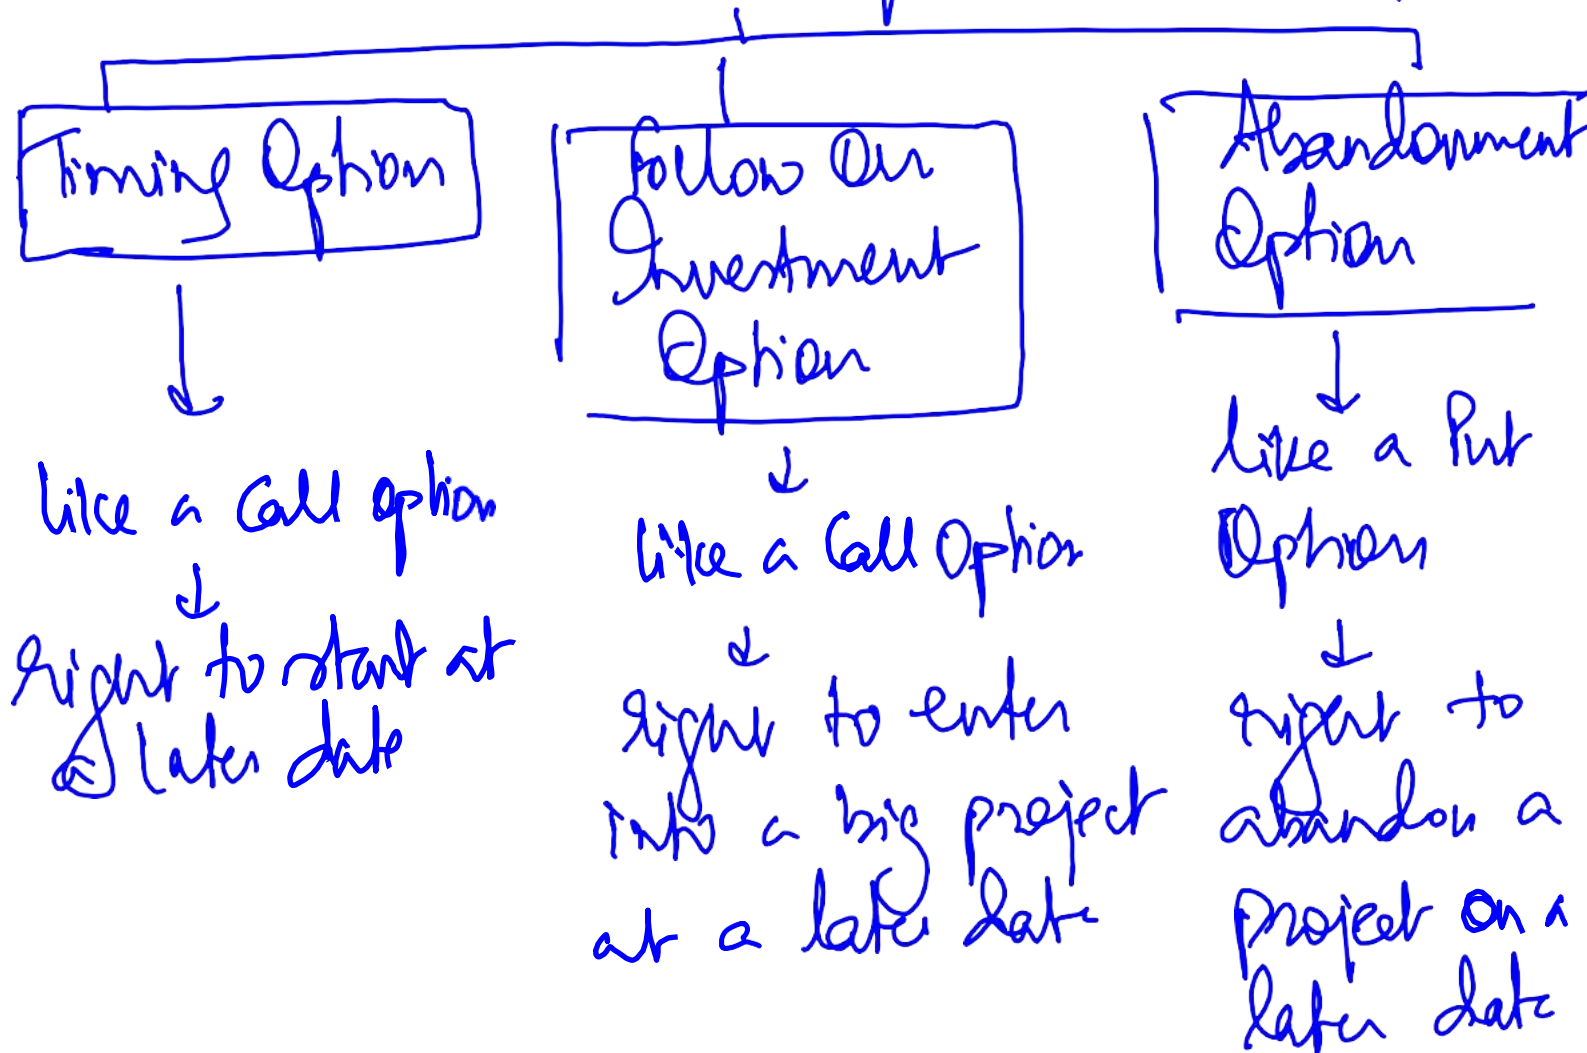 Timing Option
like a Call option
right to start at
a later date
Follow On
Investment
Option
like a Call Option
right to enter
into a big project
at a later date
Abandonment
Option
like a Put
Option
right to
abandon a
project on a
later date